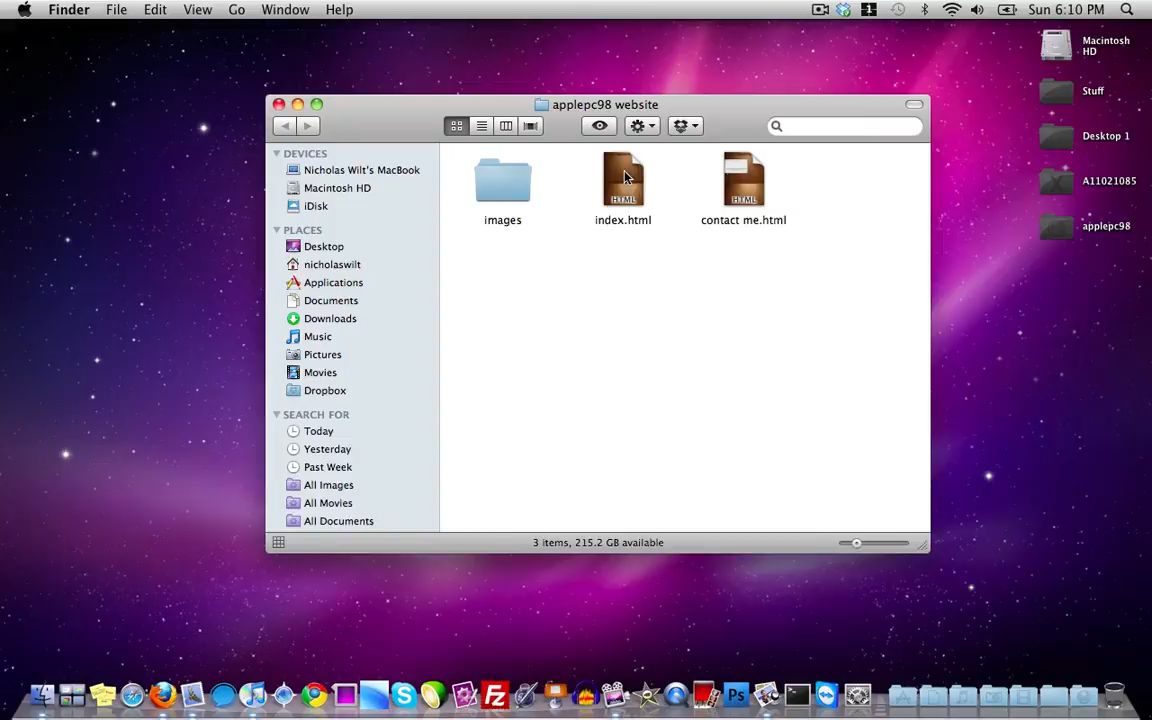 Finder File Edit View Go Window Help
1 Sun 6:10 PM
Macintosh HD
Stuff
Desktop 1
A11021085
applepc98
applepc98 website
DEVICES
Nicholas Wilt's MacBook
Macintosh HD
iDisk
PLACES
Desktop
nicholaswilt
Applications
Documents
Downloads
Music
Pictures
Movies
Dropbox
SEARCH FOR
Today
Yesterday
Past Week
All Images
All Movies
All Documents
HTML
HTML
images
index.html
contact me.html
3 items, 215.2 GB available
FZ
Ps